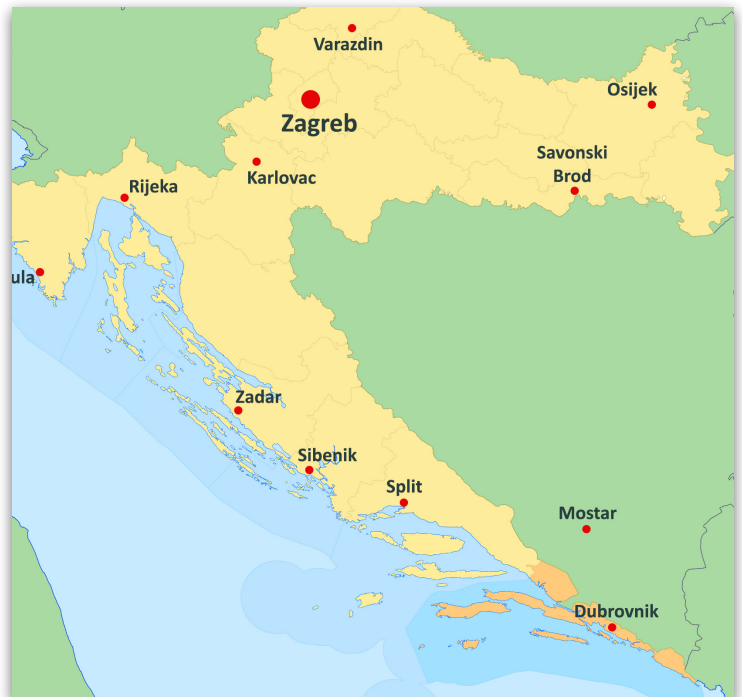 Varazdin
Osijek
Zagreb
Savonski
Brod
Karlovac
Rijeka
ula
Zadar
Sibenik
Split
Mostar
Dubrovnik